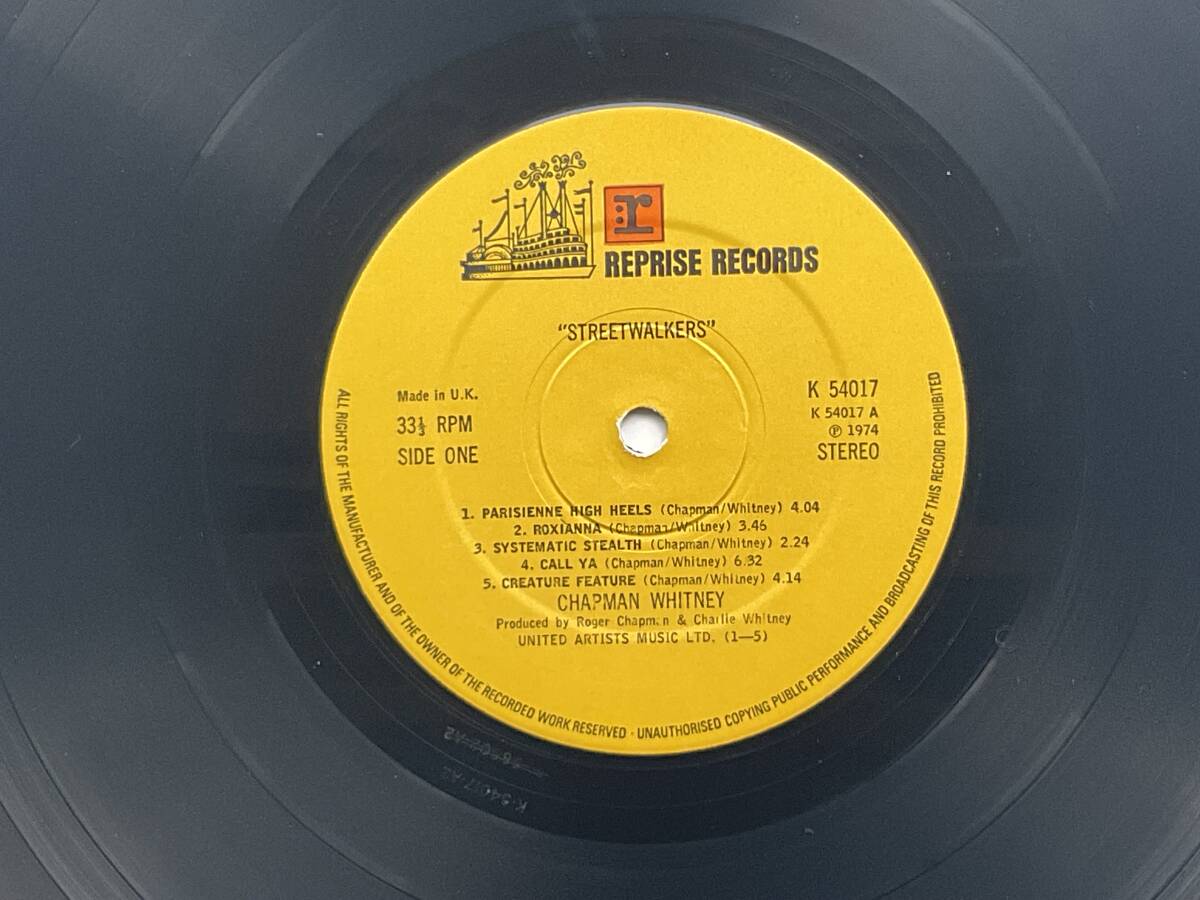 r
REPRISE RECORDS
"STREETWALKERS"
Made in U.K.
33⅓ RPM
SIDE ONE
K 54017
K 54017 A
℗ 1974
STEREO
1. PARISIENNE HIGH HEELS (Chapman/Whitney) 4.04
2. ROXIANNA (Chapman/Whitney) 3.46
3. SYSTEMATIC STEALTH (Chapman/Whitney) 2.24
4. CALL YA (Chapman/Whitney) 6.32
5. CREATURE FEATURE (Chapman/Whitney) 4.14
CHAPMAN WHITNEY
Produced by Roger Chapman & Charlie Whitney
UNITED ARTISTS MUSIC LTD. (1—5)
ALL RIGHTS OF THE MANUFACTURER AND OF THE OWNER OF THE RECORDED WORK RESERVED · UNAUTHORISED COPYING PUBLIC PERFORMANCE AND BROADCASTING OF THIS RECORD PROHIBITED
K·54017·A2